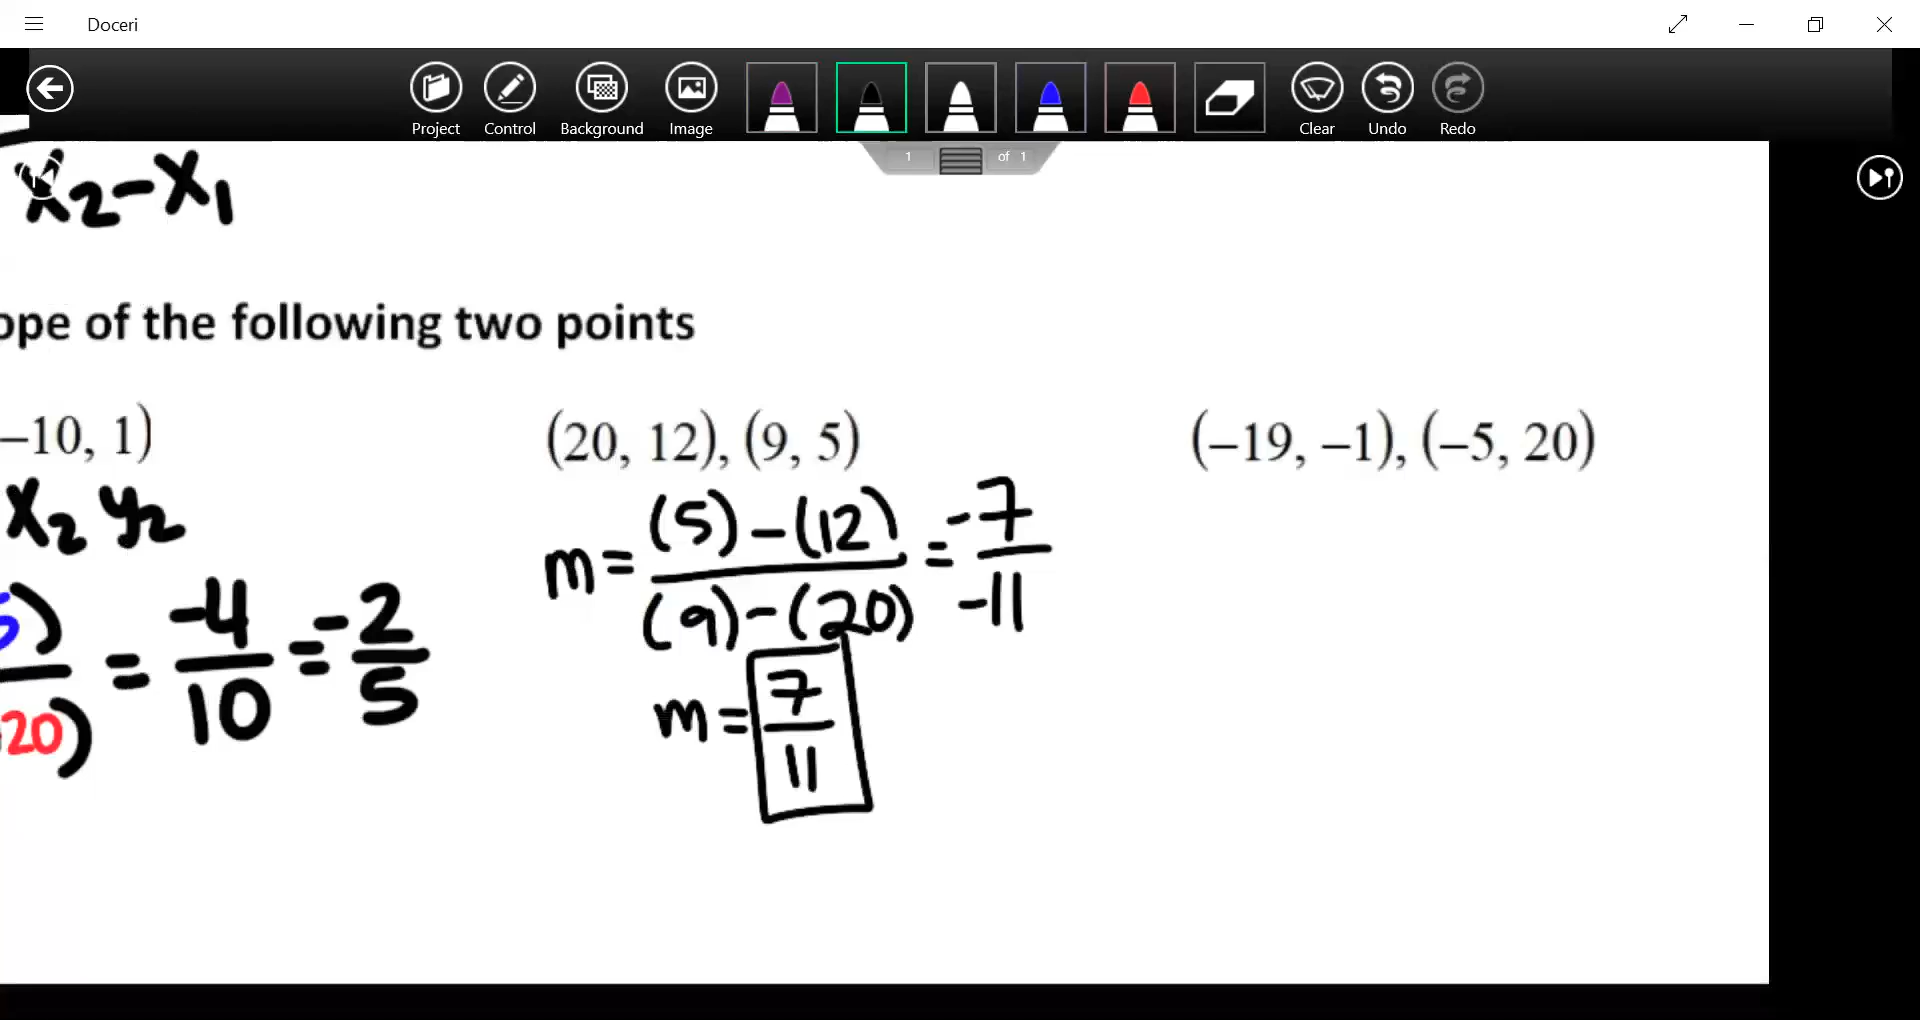 Doceri
Project Control Background Image Clear Undo Redo
1 of 1
x2-x1
ope of the following two points
–10, 1)
x2 y2
5) = -4/10 = -2/5
20)
(20, 12), (9, 5)
m = (5)-(12)/(9)-(20) = -7/-11
m = 7/11
(–19, –1), (–5, 20)